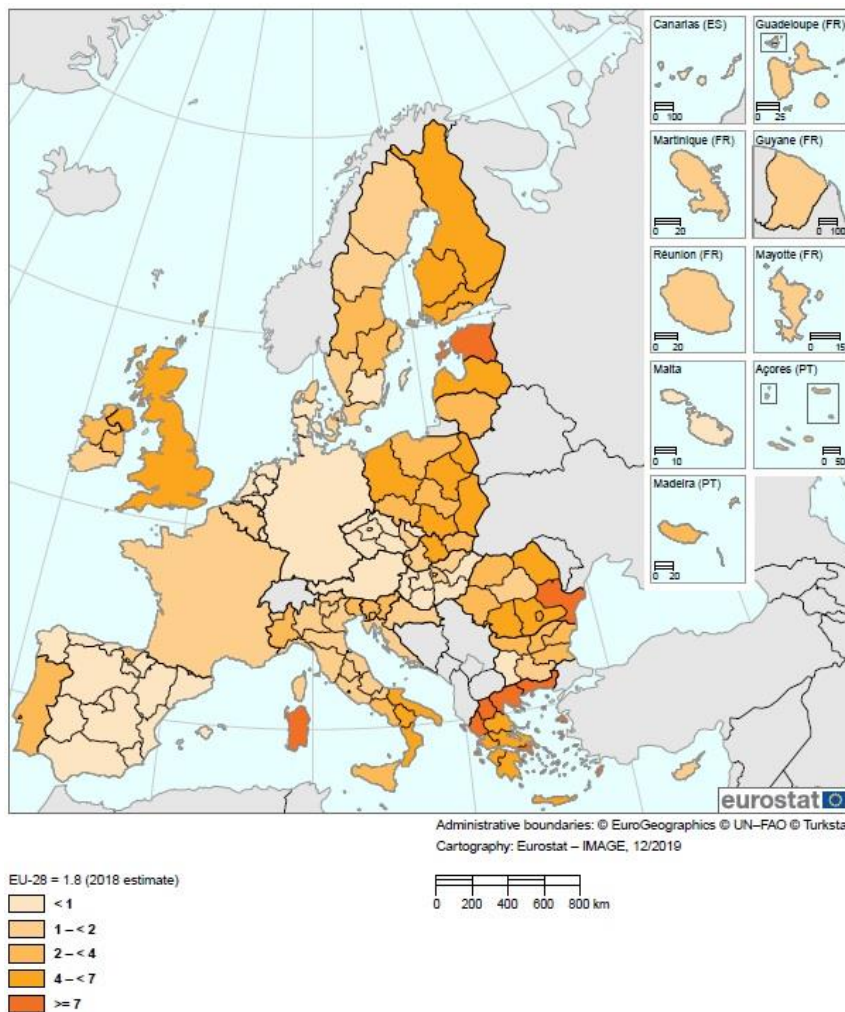 Canarias (ES)
0 100
Guadeloupe (FR)
0 25
Martinique (FR)
0 20
Guyane (FR)
0 100
Réunion (FR)
0 20
Mayotte (FR)
0 15
Malta
0 10
Açores (PT)
0 50
Madeira (PT)
0 20
eurostat
Administrative boundaries: © EuroGeographics © UN–FAO © Turksta
Cartography: Eurostat – IMAGE, 12/2019
EU-28 = 1.8 (2018 estimate)
< 1
1 – < 2
2 – < 4
4 – < 7
>= 7
0 200 400 600 800 km